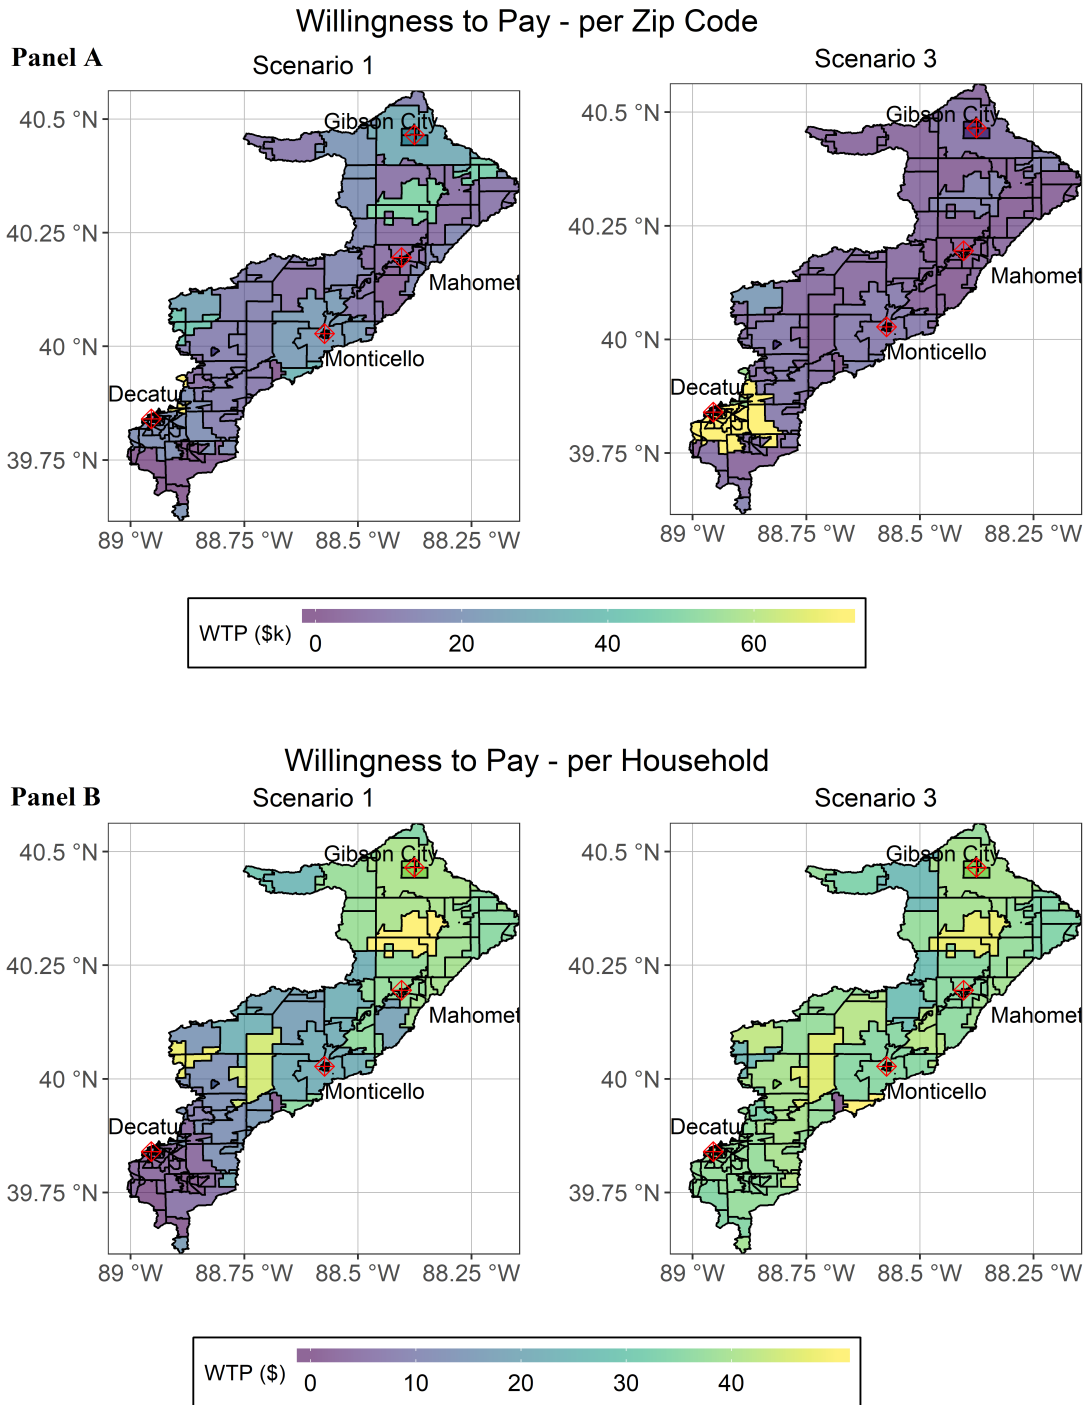 Willingness to Pay - per Zip Code
Panel A
Scenario 1
Scenario 3
40.5 °N
40.25 °N
40 °N
39.75 °N
Gibson City
Mahomet
Monticello
Decatur
89 °W 88.75 °W 88.5 °W 88.25 °W
40.5 °N
40.25 °N
40 °N
39.75 °N
Gibson City
Mahomet
Monticello
Decatur
89 °W 88.75 °W 88.5 °W 88.25 °W
WTP ($k)
0 20 40 60
Willingness to Pay - per Household
Panel B
Scenario 1
Scenario 3
40.5 °N
40.25 °N
40 °N
39.75 °N
Gibson City
Mahomet
Monticello
Decatur
89 °W 88.75 °W 88.5 °W 88.25 °W
40.5 °N
40.25 °N
40 °N
39.75 °N
Gibson City
Mahomet
Monticello
Decatur
89 °W 88.75 °W 88.5 °W 88.25 °W
WTP ($)
0 10 20 30 40